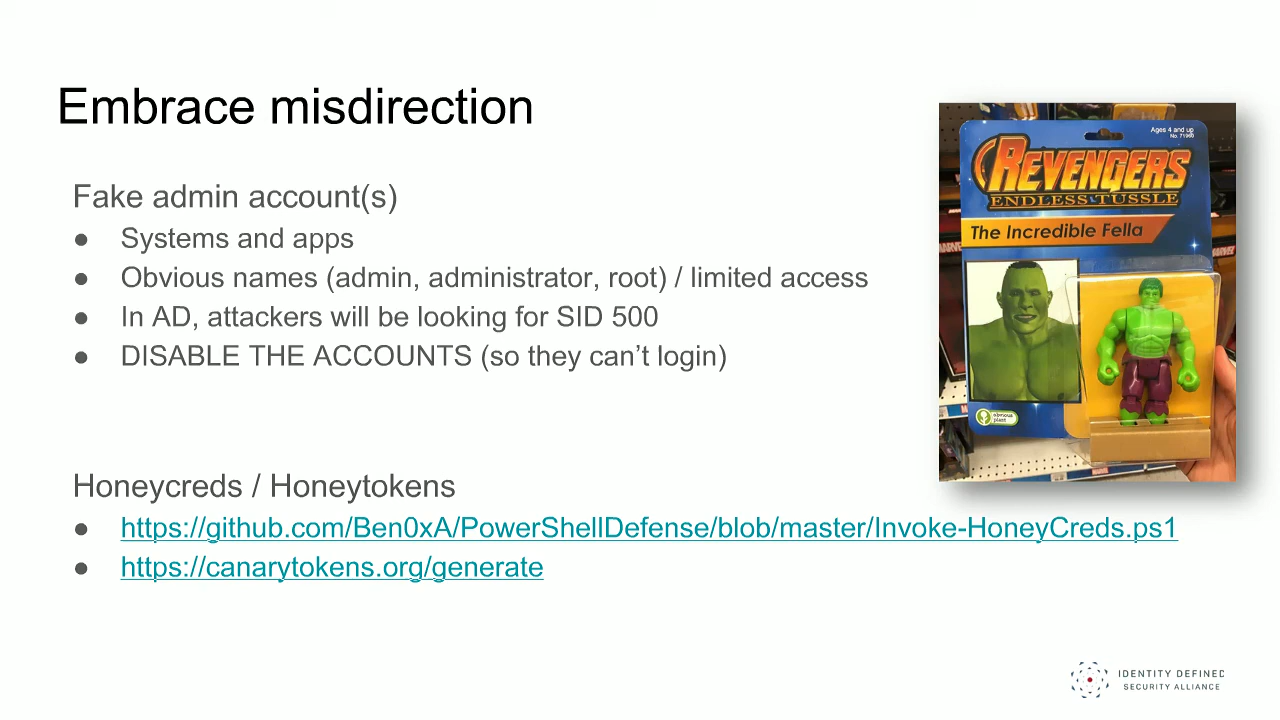 Embrace misdirection
Fake admin account(s)
● Systems and apps
● Obvious names (admin, administrator, root) / limited access
● In AD, attackers will be looking for SID 500
● DISABLE THE ACCOUNTS (so they can’t login)
Honeycreds / Honeytokens
● https://github.com/Ben0xA/PowerShellDefense/blob/master/Invoke-HoneyCreds.ps1
● https://canarytokens.org/generate
Ages 4 and up
REVENGERS
ENDLESS TUSSLE
The Incredible Fella
obvious
plant
IDENTITY DEFINED
SECURITY ALLIANCE